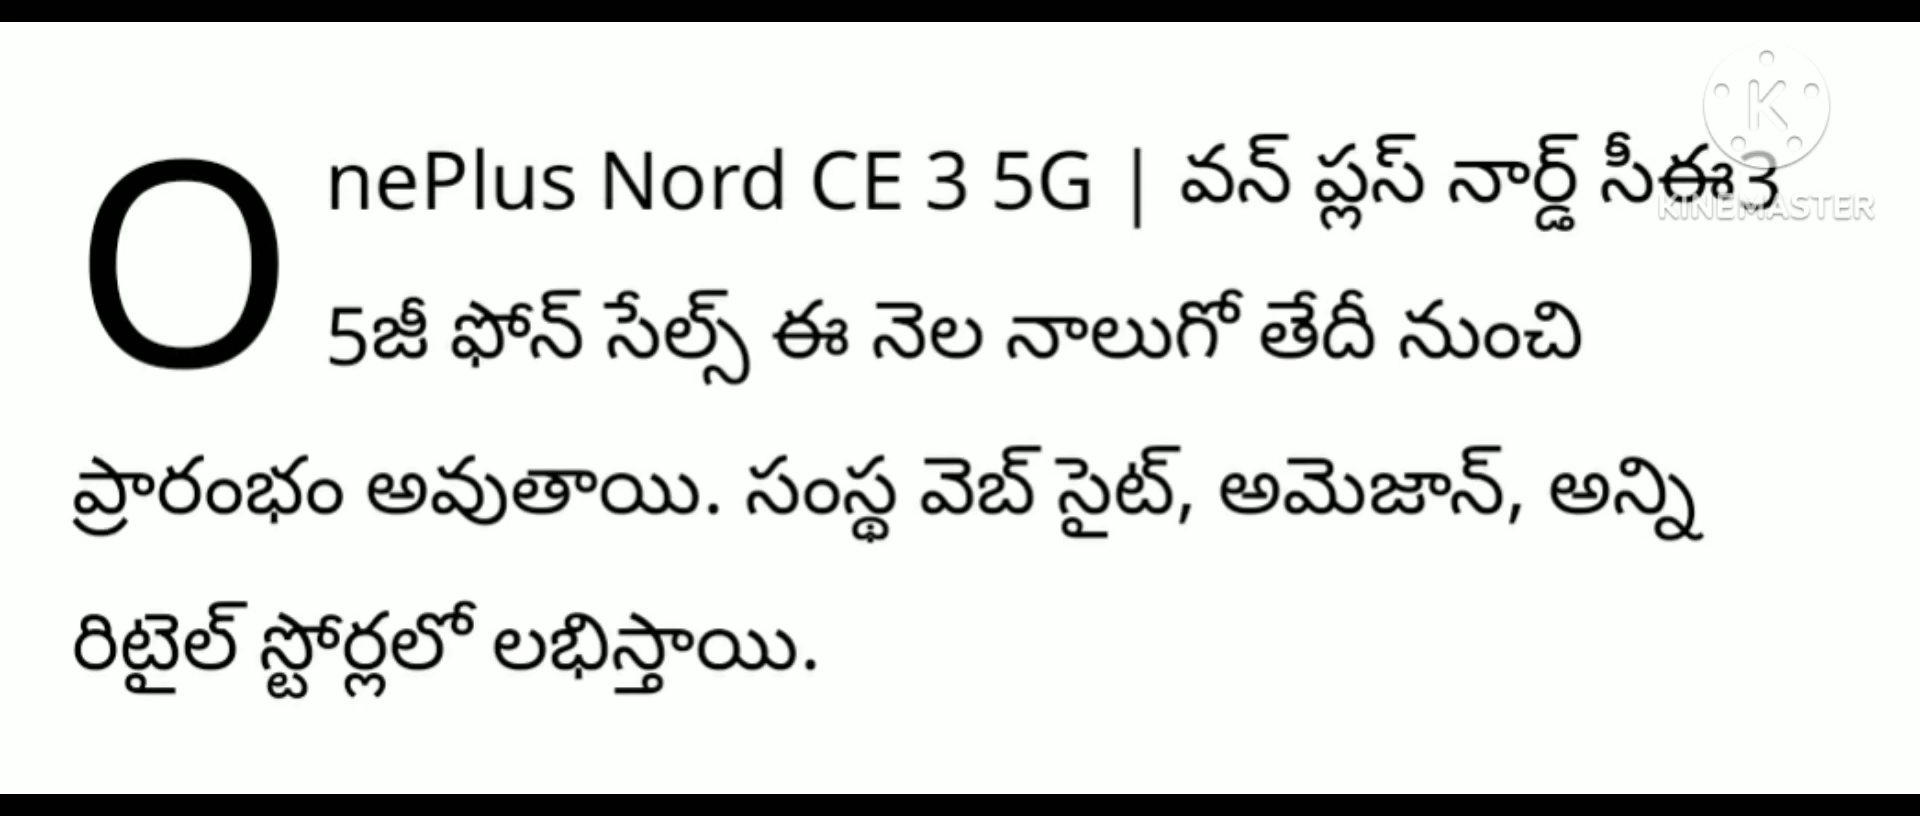 OnePlus Nord CE 3 5G | వన్ ప్లస్ నార్డ్ సీఈ3
5జీ ఫోన్ సేల్స్ ఈ నెల నాలుగో తేదీ నుంచి
ప్రారంభం అవుతాయి. సంస్థ వెబ్ సైట్, అమెజాన్, అన్ని
రిటైల్ స్టోర్లలో లభిస్తాయి.
K
KINEMASTER